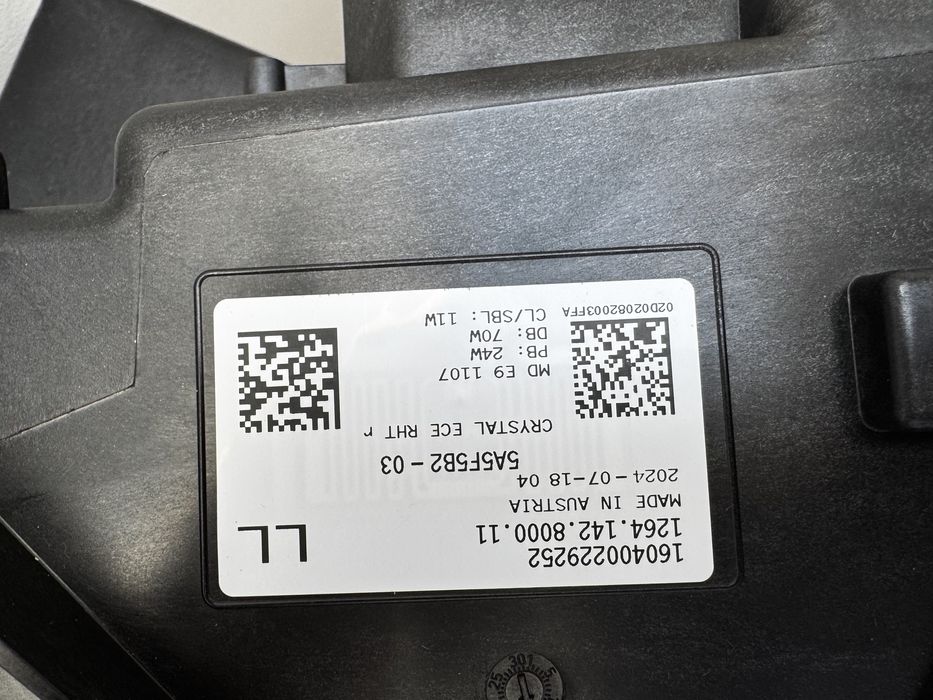 160400229252
1264.142.8000.11
LL
MADE IN AUSTRIA
2024-07-18 04
5A5F5B2-03
CRYSTAL ECE RHT r
MD E9 1107
PB: 24W
DB: 70W
CL/SBL: 11W
02D02082003FFA